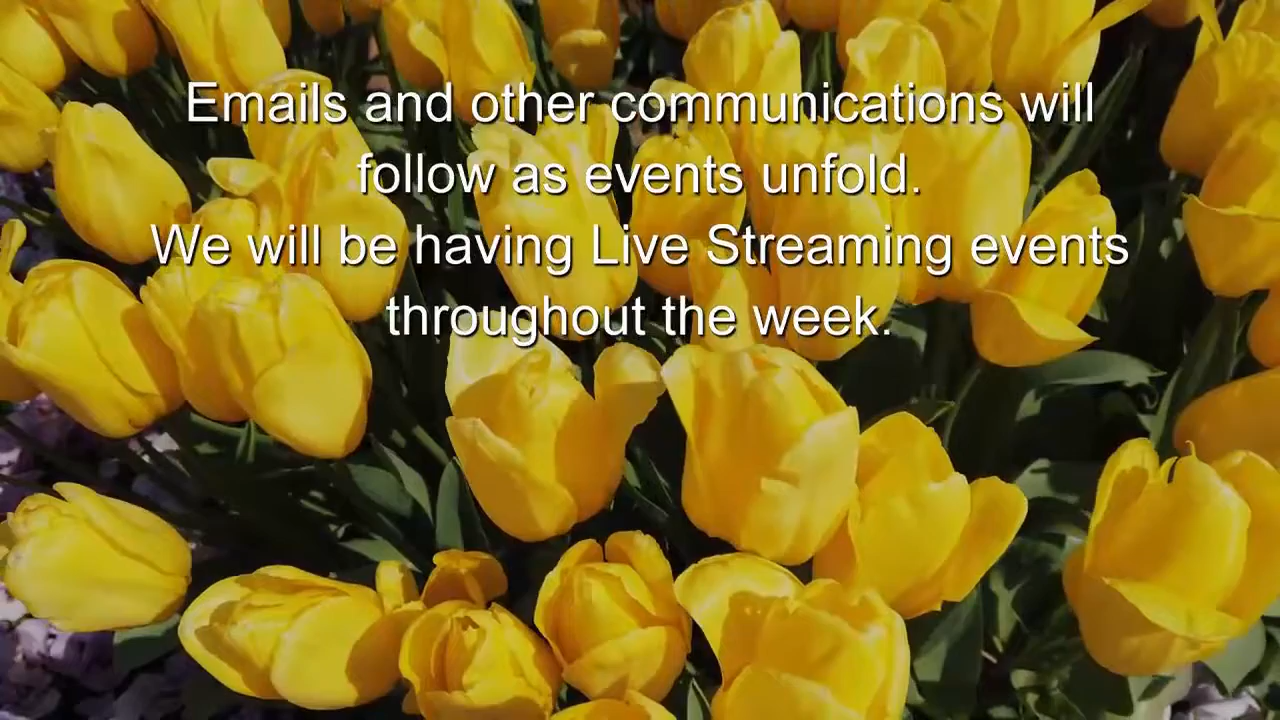 Emails and other communications will
follow as events unfold.
We will be having Live Streaming events
throughout the week.